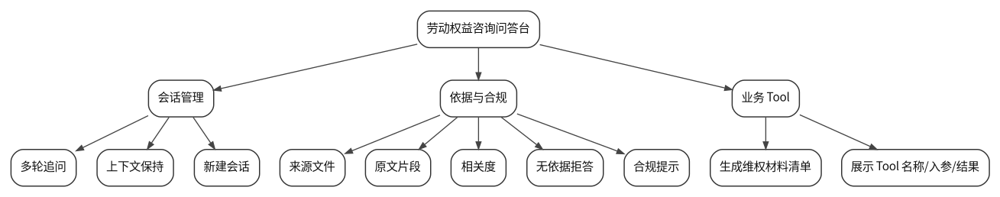 劳动权益咨询问答台
会话管理
依据与合规
业务 Tool
多轮追问
上下文保持
新建会话
来源文件
原文片段
相关度
无依据拒答
合规提示
生成维权材料清单
展示 Tool 名称/入参/结果